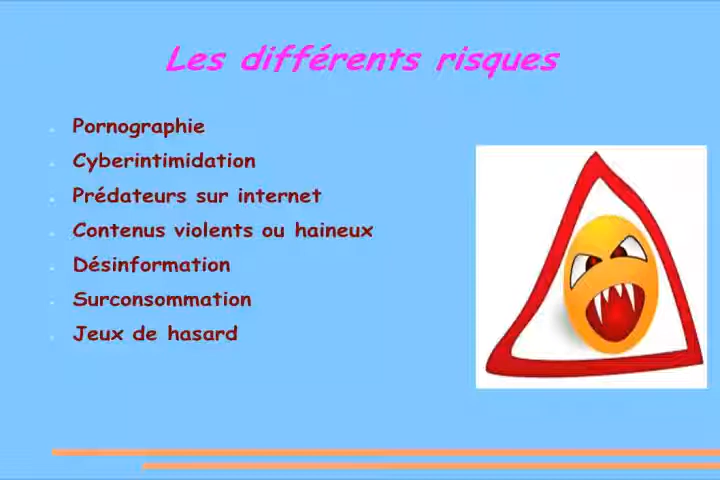 Les différents risques
Pornographie
Cyberintimidation
Prédateurs sur internet
Contenus violents ou haineux
Désinformation
Surconsommation
Jeux de hasard